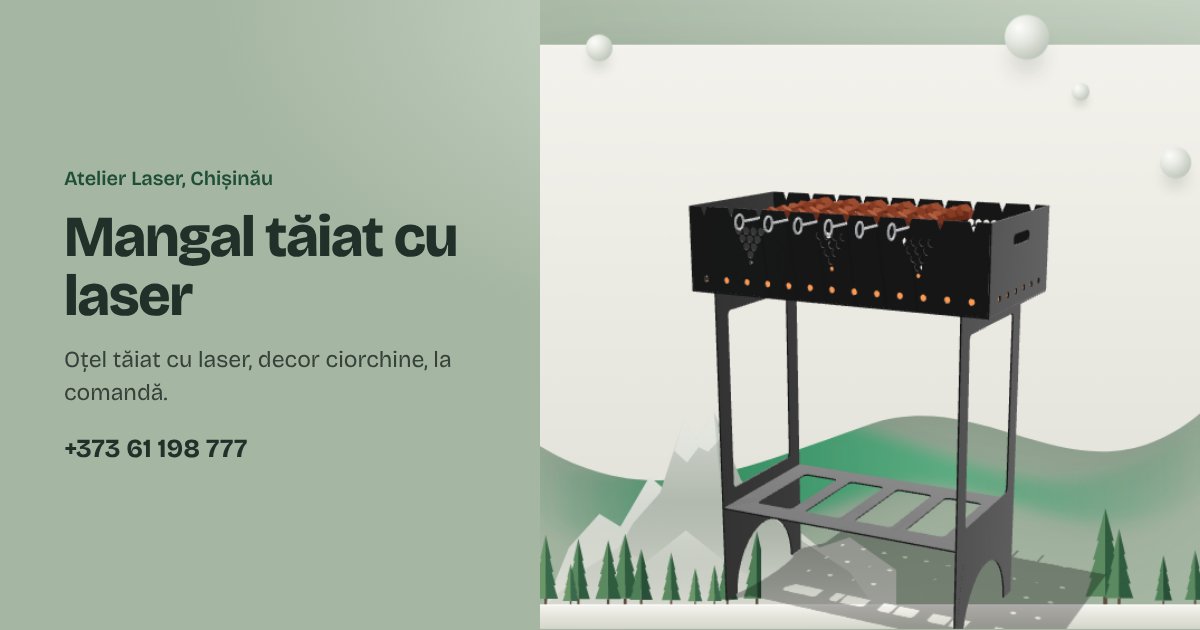 Atelier Laser, Chișinău
Mangal tăiat cu
laser
Oțel tăiat cu laser, decor ciorchine, la
comandă.
+373 61 198 777